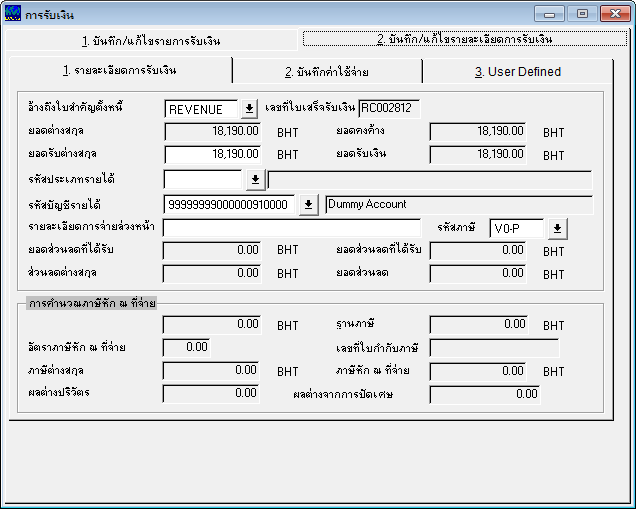 การรับเงิน
1. บันทึก/แก้ไขรายการรับเงิน 2. บันทึก/แก้ไขรายละเอียดการรับเงิน
1. รายละเอียดการรับเงิน 2. บันทึกค่าใช้จ่าย 3. User Defined
อ้างถึงใบสำคัญตั้งหนี้ REVENUE เลขที่ใบเสร็จรับเงิน RC002812
ยอดต่างสกุล 18,190.00 BHT ยอดคงค้าง 18,190.00 BHT
ยอดรับต่างสกุล 18,190.00 BHT ยอดรับเงิน 18,190.00 BHT
รหัสประเภทรายได้
รหัสบัญชีรายได้ 99999999000000910000 Dummy Account
รายละเอียดการจ่ายล่วงหน้า รหัสภาษี V0-P
ยอดส่วนลดที่ได้รับ 0.00 BHT ยอดส่วนลดที่ได้รับ 0.00 BHT
ส่วนลดต่างสกุล 0.00 BHT ยอดส่วนลด 0.00 BHT
การคำนวณภาษีหัก ณ ที่จ่าย
0.00 BHT ฐานภาษี 0.00 BHT
อัตราภาษีหัก ณ ที่จ่าย 0.00 เลขที่ใบกำกับภาษี
ภาษีต่างสกุล 0.00 BHT ภาษีหัก ณ ที่จ่าย 0.00 BHT
ผลต่างปริวัตร 0.00 ผลต่างจากการปัดเศษ 0.00